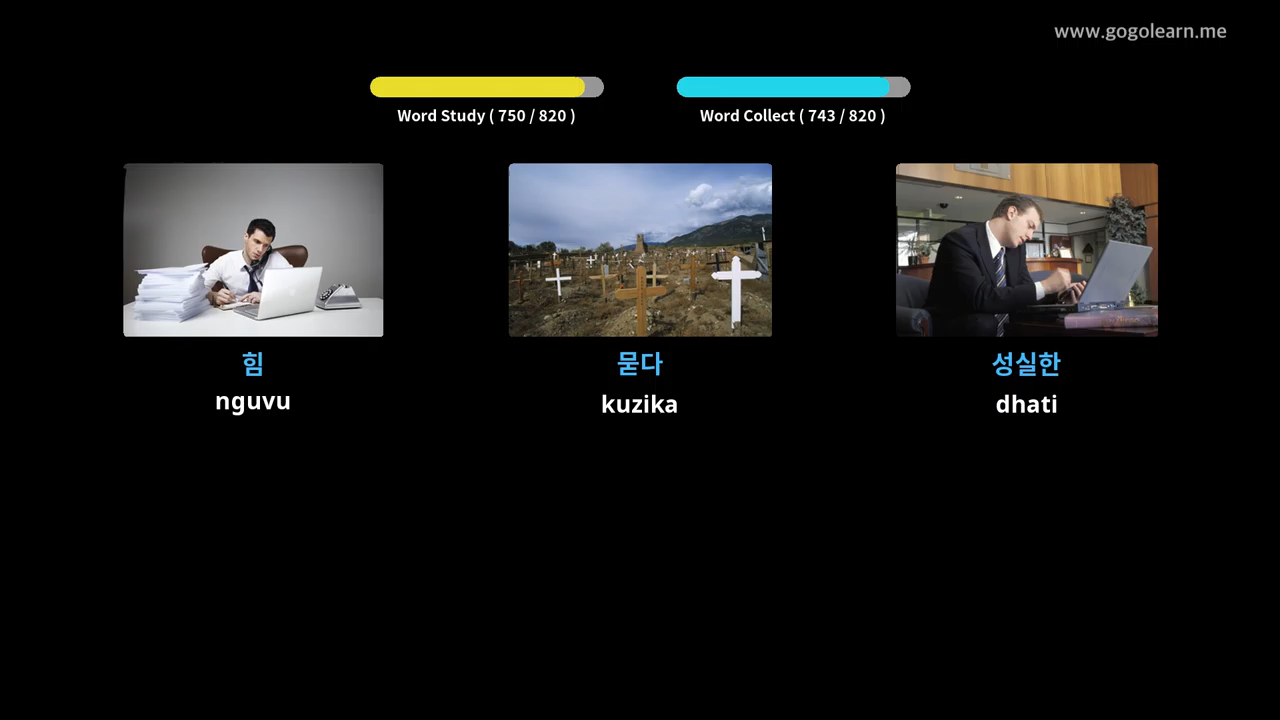 www.gogolearn.me
Word Study ( 750 / 820 )
Word Collect ( 743 / 820 )
힘
nguvu
묻다
kuzika
성실한
dhati